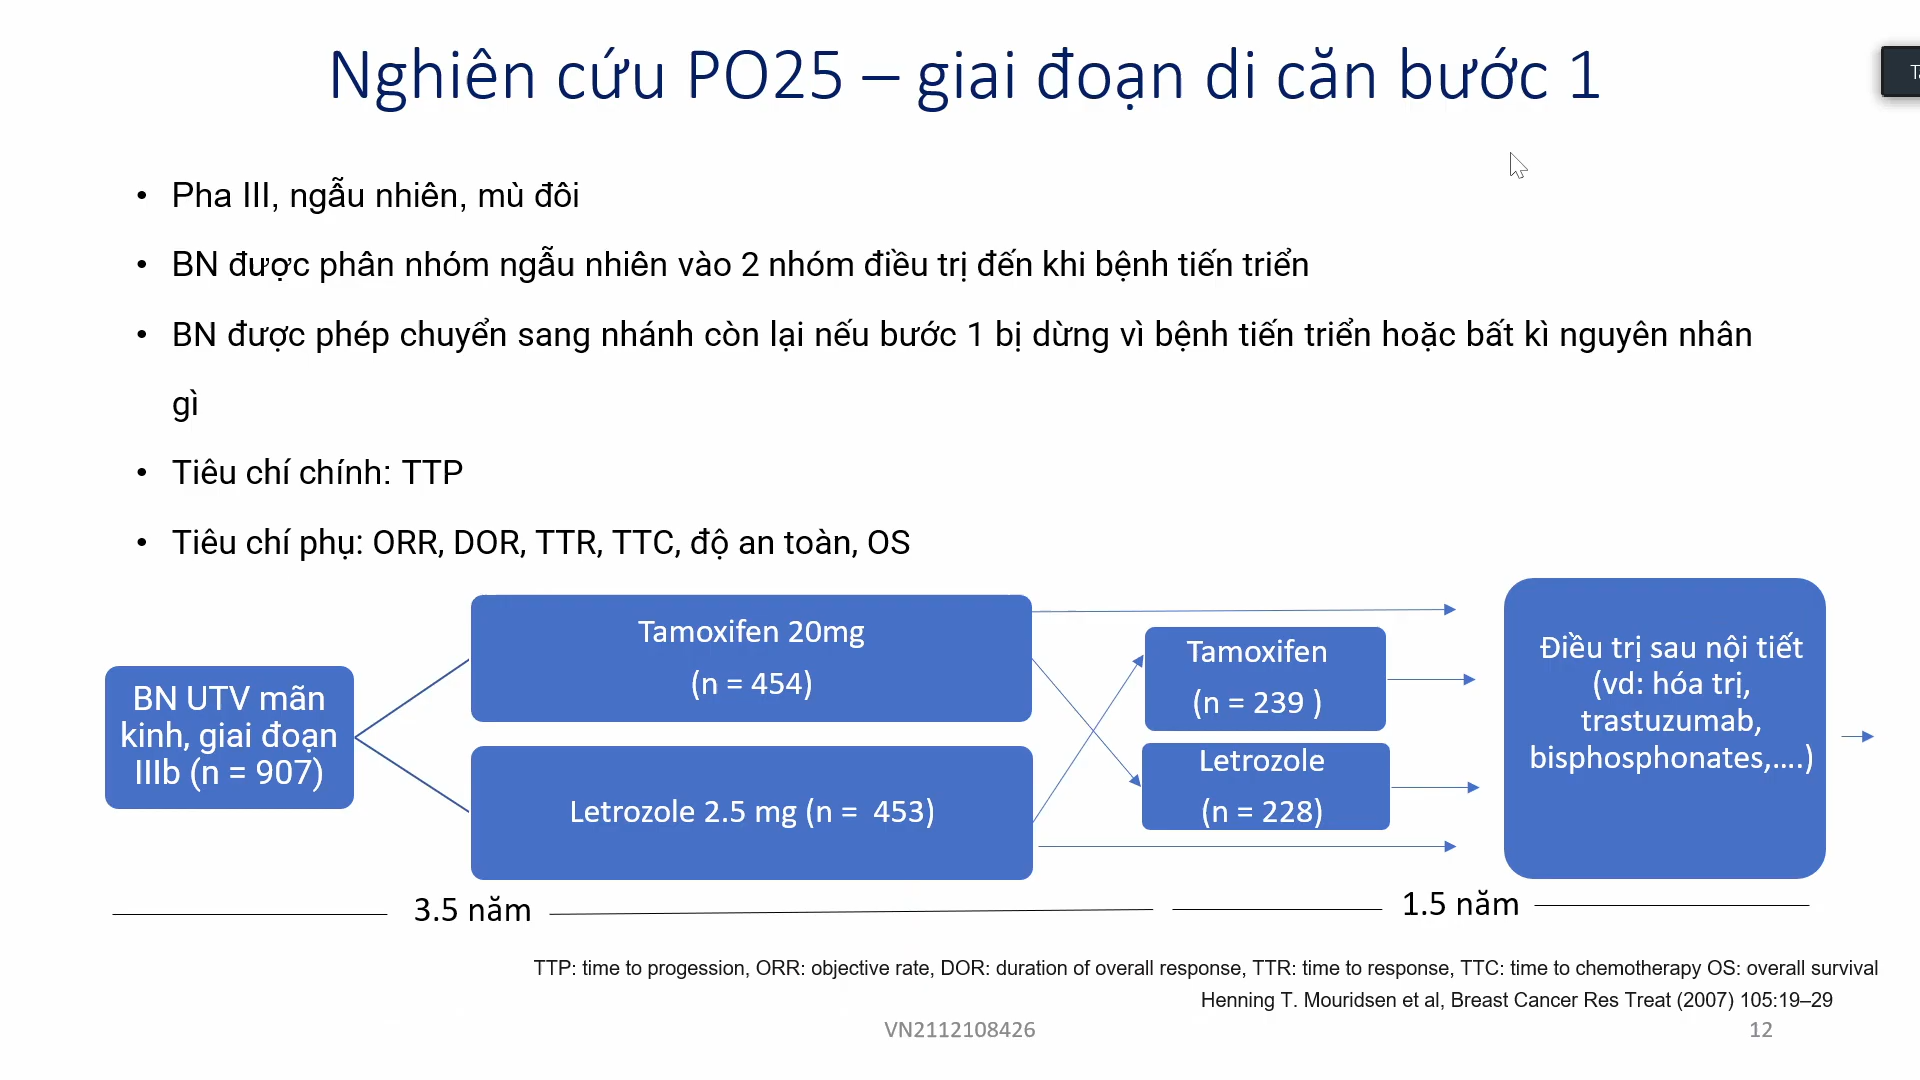 Nghiên cứu PO25 – giai đoạn di căn bước 1
• Pha III, ngẫu nhiên, mù đôi
• BN được phân nhóm ngẫu nhiên vào 2 nhóm điều trị đến khi bệnh tiến triển
• BN được phép chuyển sang nhánh còn lại nếu bước 1 bị dừng vì bệnh tiến triển hoặc bất kì nguyên nhân
gì
• Tiêu chí chính: TTP
• Tiêu chí phụ: ORR, DOR, TTR, TTC, độ an toàn, OS
BN UTV mãn
kinh, giai đoạn
IIIb (n = 907)
Tamoxifen 20mg
(n = 454)
Letrozole 2.5 mg (n =  453)
Tamoxifen
(n = 239 )
Letrozole
(n = 228)
Điều trị sau nội tiết
(vd: hóa trị,
trastuzumab,
bisphosphonates,....)
3.5 năm
1.5 năm
TTP: time to progession, ORR: objective rate, DOR: duration of overall response, TTR: time to response, TTC: time to chemotherapy OS: overall survival
Henning T. Mouridsen et al, Breast Cancer Res Treat (2007) 105:19–29
VN2112108426
12